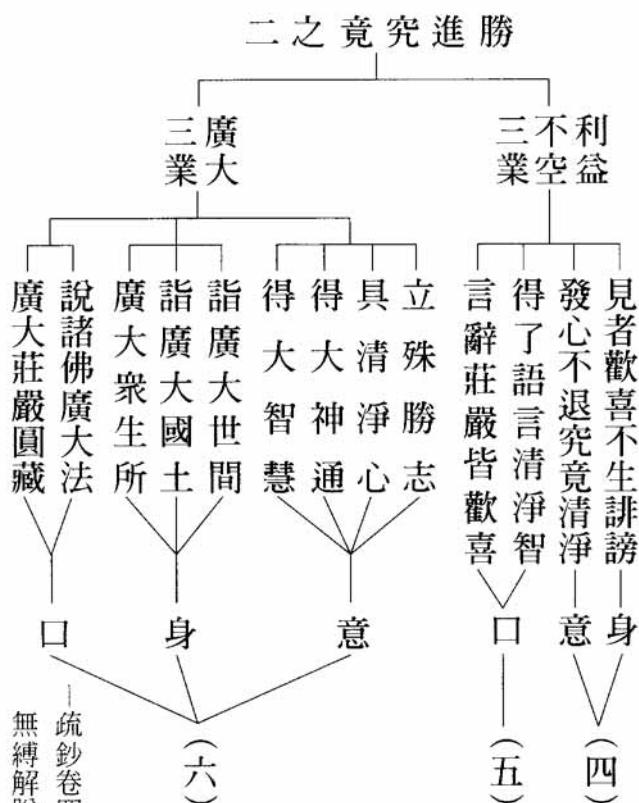 勝進究竟之二
利益
不空
三業
廣大
三業
見者歡喜不生誹謗
發心不退究竟清淨
得了語言清淨智
言辭莊嚴皆歡喜
立殊勝志
具清淨心
得大神通
得大智慧
詣廣大世間
詣廣大國土
廣大衆生所
說諸佛廣大法
廣大莊嚴圓藏
身
意
口
意
身
口
（四）
（五）
（六）
—疏鈔卷
無縛解